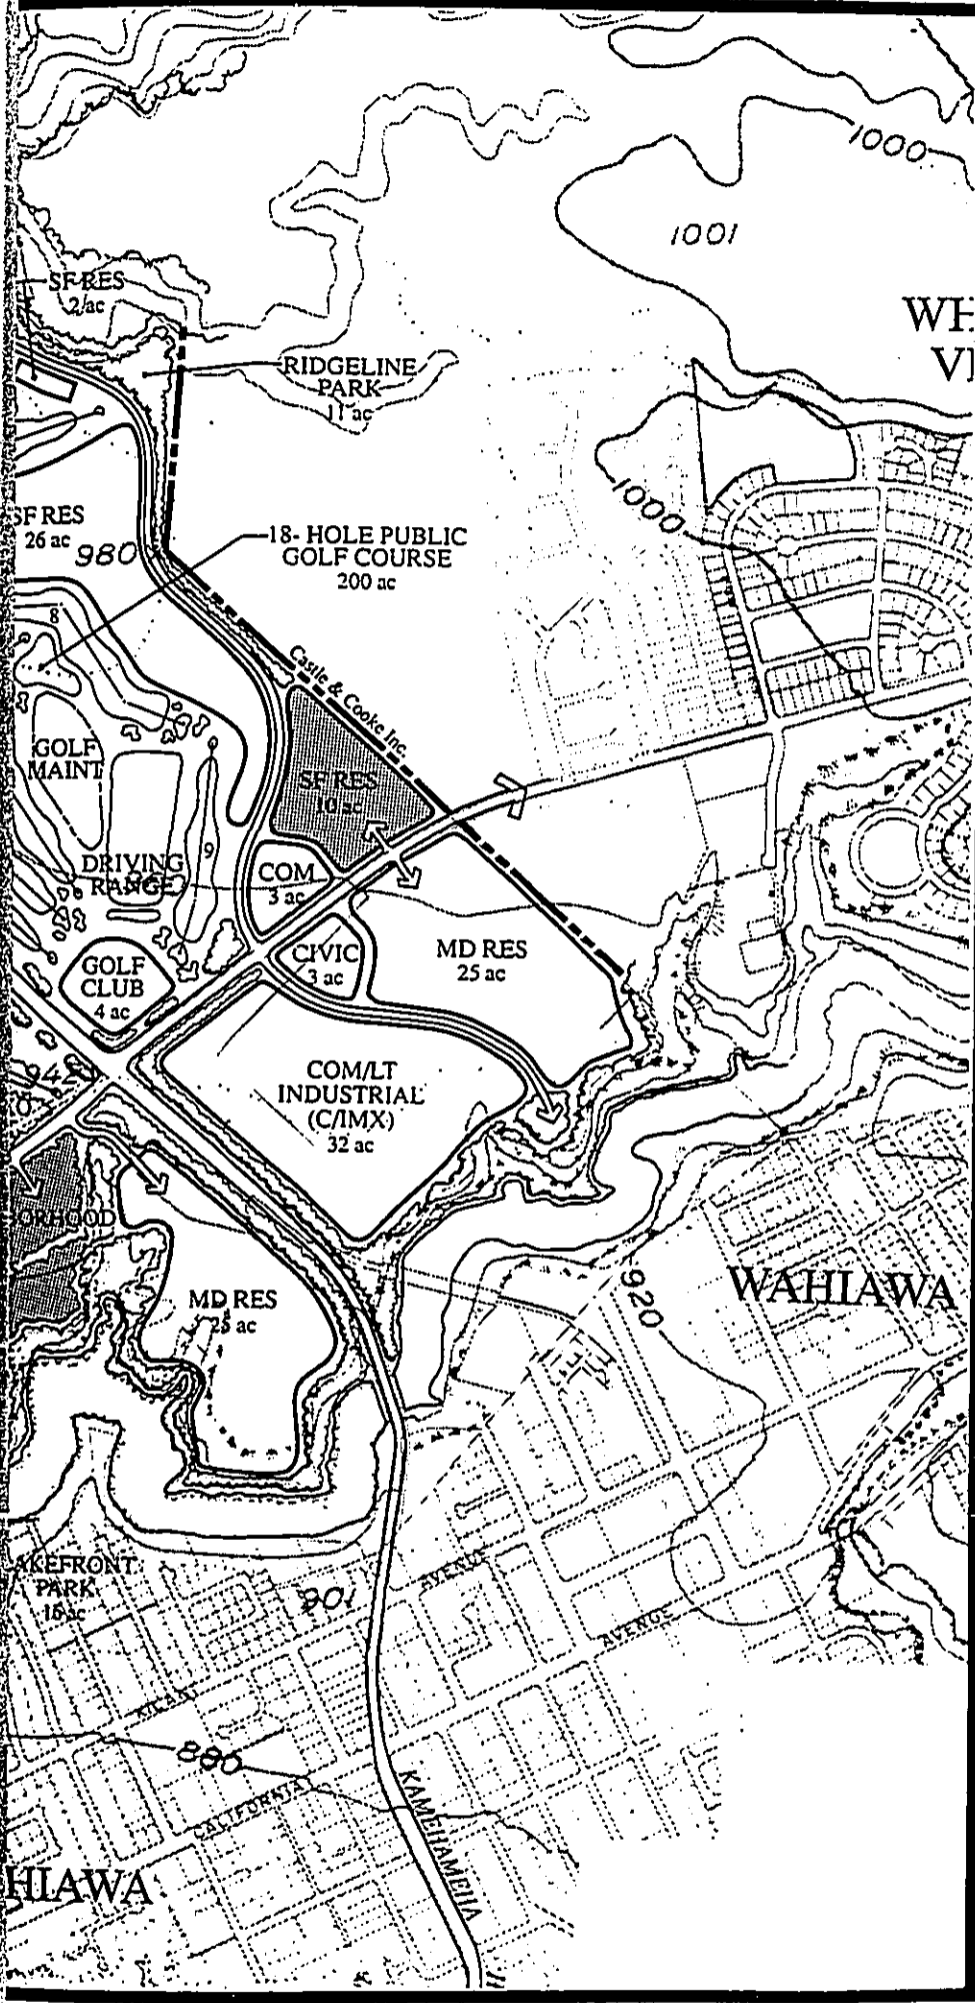 1000
1001
SF RES
2 ac
WH
VI
RIDGELINE
PARK
11 ac
1000
SF RES
26 ac
980
18- HOLE PUBLIC
GOLF COURSE
200 ac
8
Castle & Cooke Inc.
GOLF
MAINT
SF RES
10 ac
DRIVING
RANGE
9
COM
3 ac
CIVIC
3 ac
MD RES
25 ac
GOLF
CLUB
4 ac
COM/LT
INDUSTRIAL
(C/IMX)
32 ac
942
ORHOOD
MD RES
25 ac
920
WAHIAWA
AKEFRONT
PARK
15 ac
901
AVENUE
AVENUE
KILANI
880
CALIFORNIA
KAMEHAMEHA
H
HIAWA